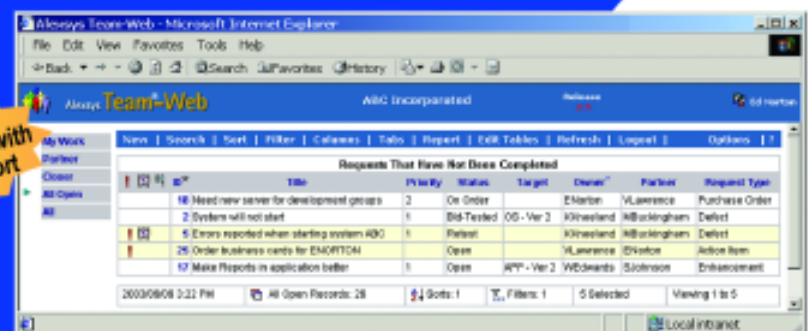 Alexsys Team-Web - Microsoft Internet Explorer
File Edit View Favorites Tools Help
Back Search Favorites History
with
ort
Alexsys Team-Web ABC Incorporated Release Ed Norton
My Work
Partner
Closer
All Open
All
New | Search | Sort | Filter | Columns | Tabs | Report | Edit Tables | Refresh | Logout | Options | ?
Requests That Have Not Been Completed
ID Title Priority Status Target Owner Partner Request Type
18 Need new server for development groups 2 On Order ENorton VLawrence Purchase Order
2 System will not start 1 Bld-Tested OS - Ver 2 KKneeland MBuckingham Defect
5 Errors reported when starting system ABC 1 Retest KKneeland MBuckingham Defect
25 Order business cards for ENORTON Open VLawrence ENorton Action Item
17 Make Reports in application better 1 Open APP - Ver 2 WEdwards SJohnson Enhancement
3:22 PM All Open Records: 26 Sorts: 1 Filters: 1 5 Selected Viewing 1 to 5
Local intranet